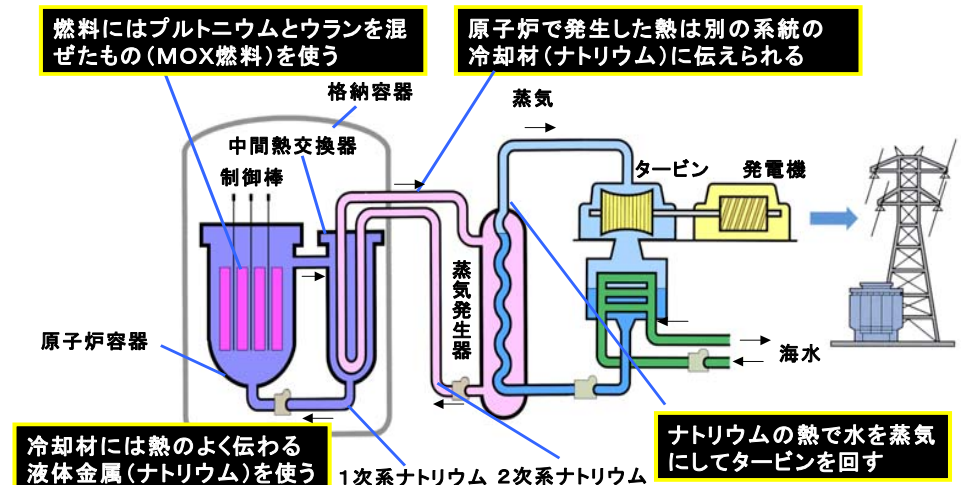 燃料にはプルトニウムとウランを混
ぜたもの(MOX燃料)を使う
原子炉で発生した熱は別の系統の
冷却材(ナトリウム)に伝えられる
格納容器
蒸気
中間熱交換器
制御棒
タービン
発電機
蒸気発生器
原子炉容器
海水
冷却材には熱のよく伝わる
液体金属(ナトリウム)を使う
1次系ナトリウム
2次系ナトリウム
ナトリウムの熱で水を蒸気
にしてタービンを回す